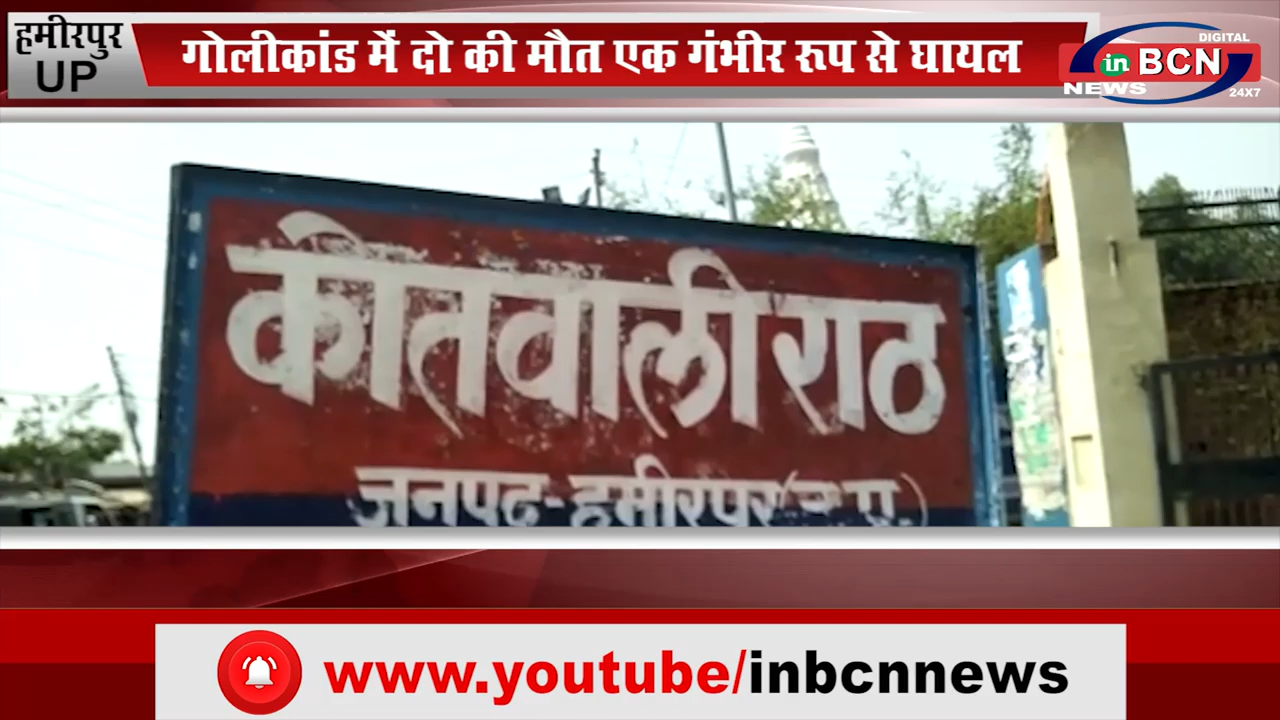 हमीरपुर
UP
गोलीकांड में दो की मौत एक गंभीर रूप से घायल
DIGITAL
in BCN
NEWS
24X7
कोतवाली राठ
जनपद-हमीरपुर (उ.प्र.)
www.youtube/inbcnnews